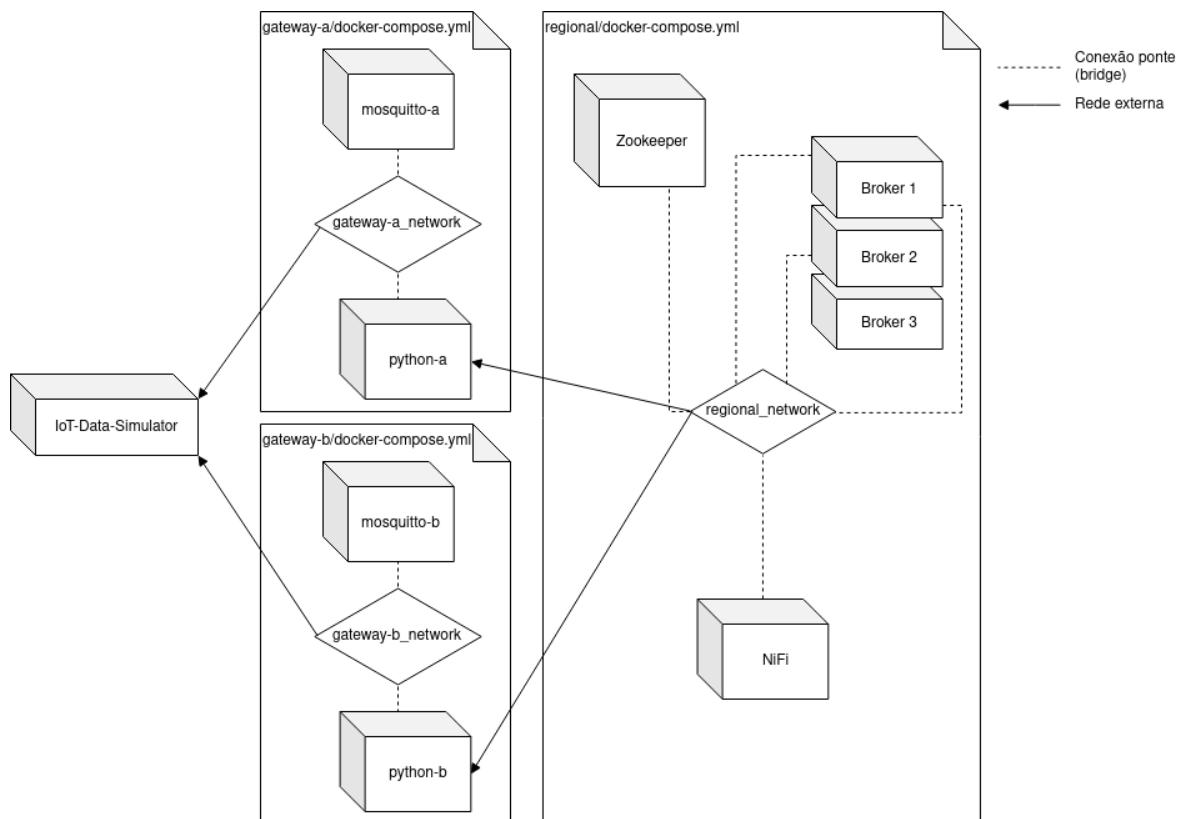 gateway-a/docker-compose.yml
mosquitto-a
gateway-a_network
python-a
IoT-Data-Simulator
gateway-b/docker-compose.yml
mosquitto-b
gateway-b_network
python-b
regional/docker-compose.yml
Zookeeper
Broker 1
Broker 2
Broker 3
regional_network
NiFi
Conexão ponte
(bridge)
Rede externa